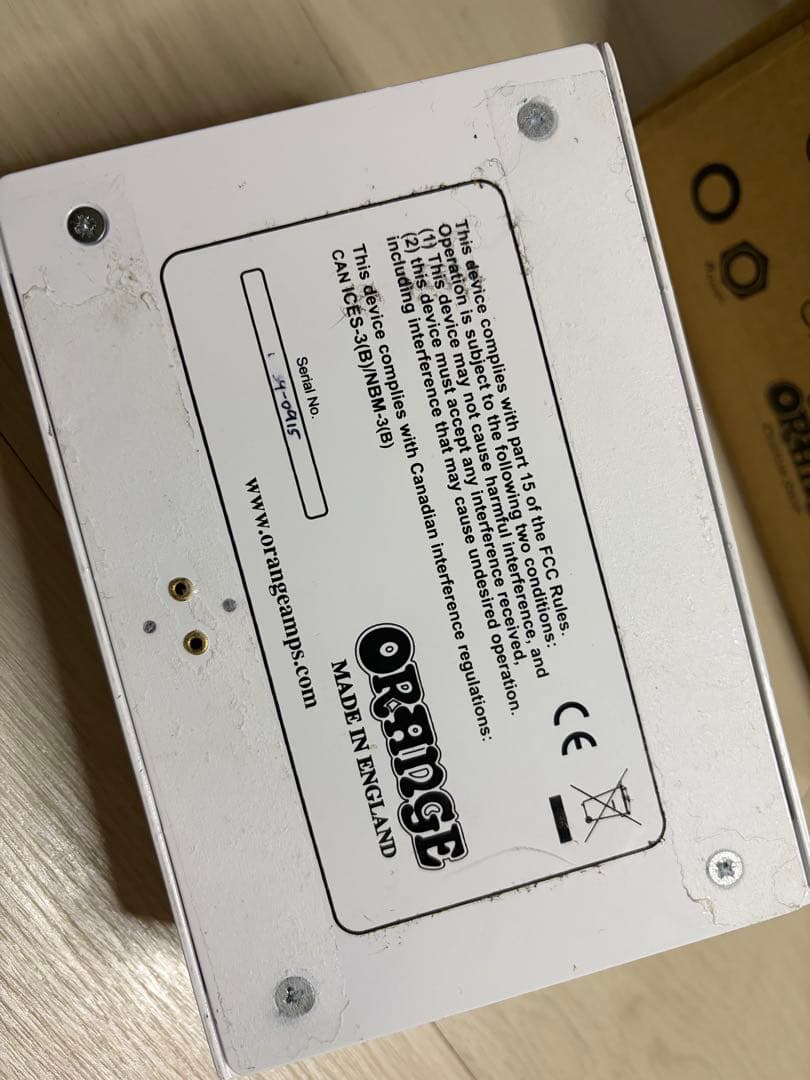 This device complies with part 15 of the FCC Rules.
Operation is subject to the following two conditions:
(1) This device may not cause harmful interference, and
(2) this device must accept any interference received,
including interference that may cause undesired operation.
This device complies with Canadian interference regulations:
CAN ICES-3(B)/NBM-3(B)
CE
Serial No.
39-0915
ORANGE
MADE IN ENGLAND
www.orangeamps.com